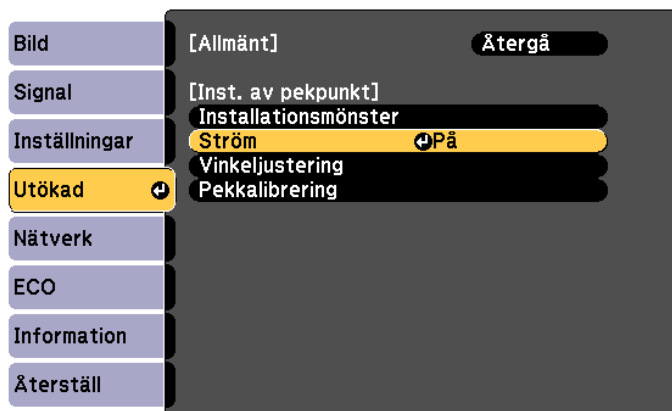 Bild
Signal
Inställningar
Utökad
Nätverk
ECO
Information
Återställ
[Allmänt] Återgå
[Inst. av pekpunkt]
Installationsmönster
Ström På
Vinkeljustering
Pekkalibrering